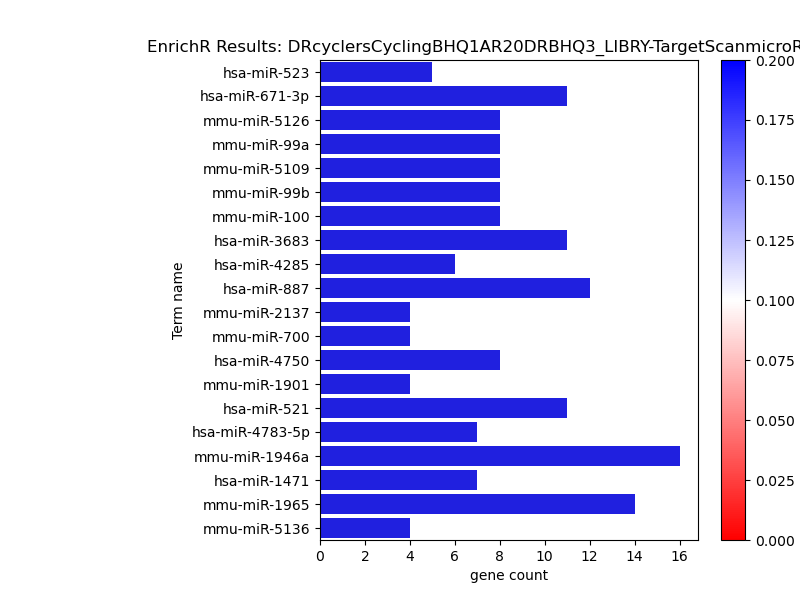 EnrichR Results: DRcyclersCyclingBHQ1AR20DRBHQ3_LIBRY-TargetScanmicroR
hsa-miR-523
hsa-miR-671-3p
mmu-miR-5126
mmu-miR-99a
mmu-miR-5109
mmu-miR-99b
mmu-miR-100
hsa-miR-3683
hsa-miR-4285
hsa-miR-887
mmu-miR-2137
mmu-miR-700
hsa-miR-4750
mmu-miR-1901
hsa-miR-521
hsa-miR-4783-5p
mmu-miR-1946a
hsa-miR-1471
mmu-miR-1965
mmu-miR-5136
Term name
0 2 4 6 8 10 12 14 16
gene count
0.200
0.175
0.150
0.125
0.100
0.075
0.050
0.025
0.000